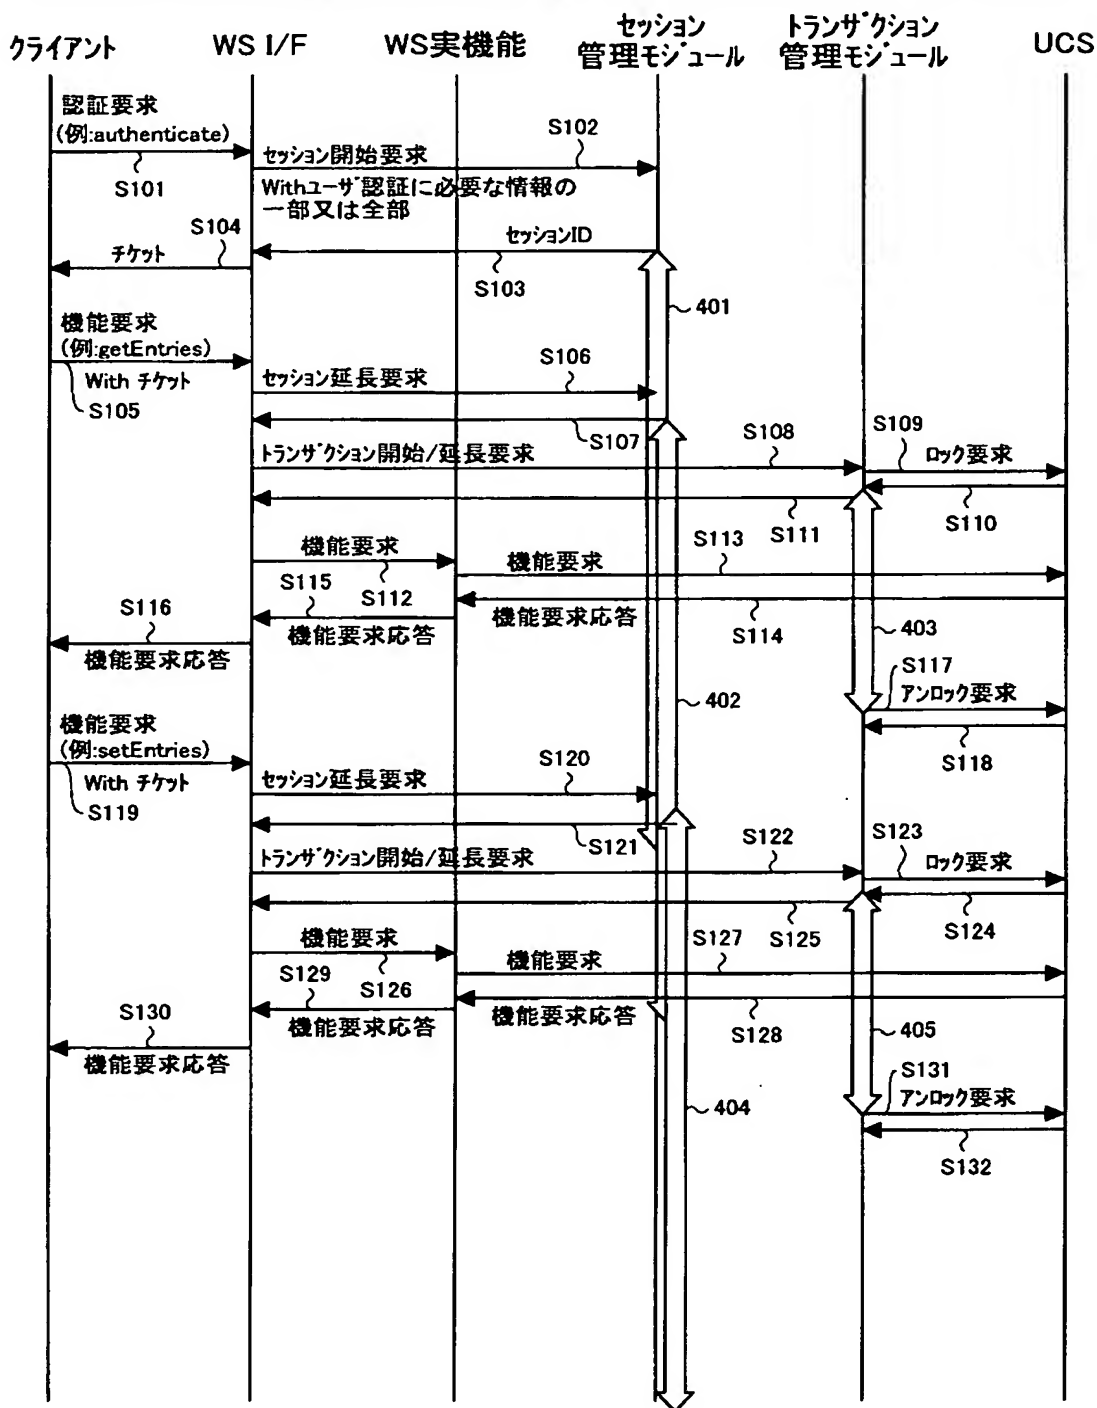 クライアント
WS I/F
WS実機能
セッション
管理モジュール
トランザクション
管理モジュール
UCS
認証要求
(例:authenticate)
S101
セッション開始要求
S102
Withユーザ認証に必要な情報の
一部又は全部
S104
チケット
セッションID
S103
401
機能要求
(例:getEntries)
With チケット
S105
セッション延長要求
S106
S107
トランザクション開始/延長要求
S108
S109
ロック要求
S110
S111
機能要求
S112
S113
機能要求
S114
機能要求応答
S115
機能要求応答
S116
機能要求応答
403
402
S117
アンロック要求
S118
機能要求
(例:setEntries)
With チケット
S119
セッション延長要求
S120
S121
トランザクション開始/延長要求
S122
S123
ロック要求
S124
S125
機能要求
S126
S127
機能要求
S128
機能要求応答
S129
機能要求応答
S130
機能要求応答
405
404
S131
アンロック要求
S132